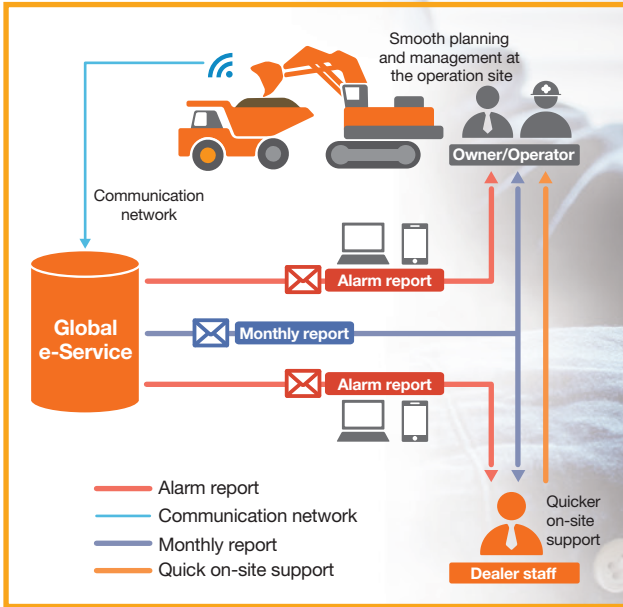 Smooth planning
and management at
the operation site
Owner/Operator
Communication
network
Alarm report
Global
e-Service
Monthly report
Alarm report
Alarm report
Communication network
Monthly report
Quick on-site support
Quicker
on-site
support
Dealer staff